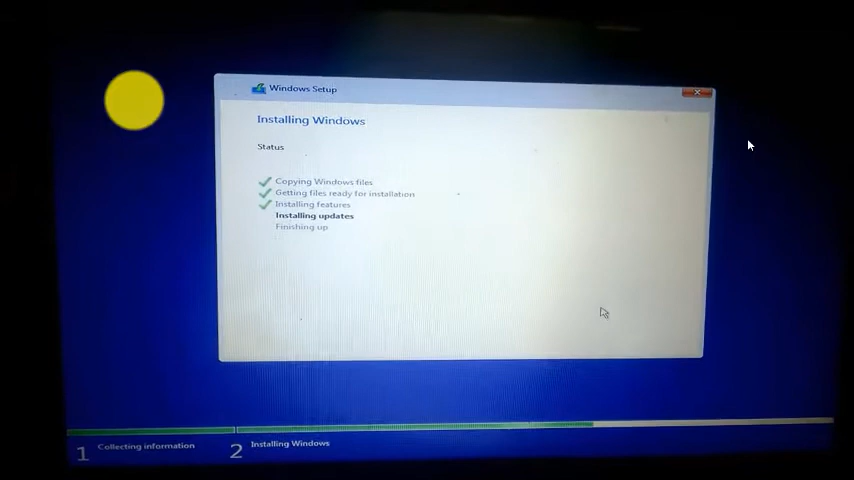 Windows Setup
Installing Windows
Status
Copying Windows files
Getting files ready for installation
Installing features
Installing updates
Finishing up
1 Collecting information
2 Installing Windows